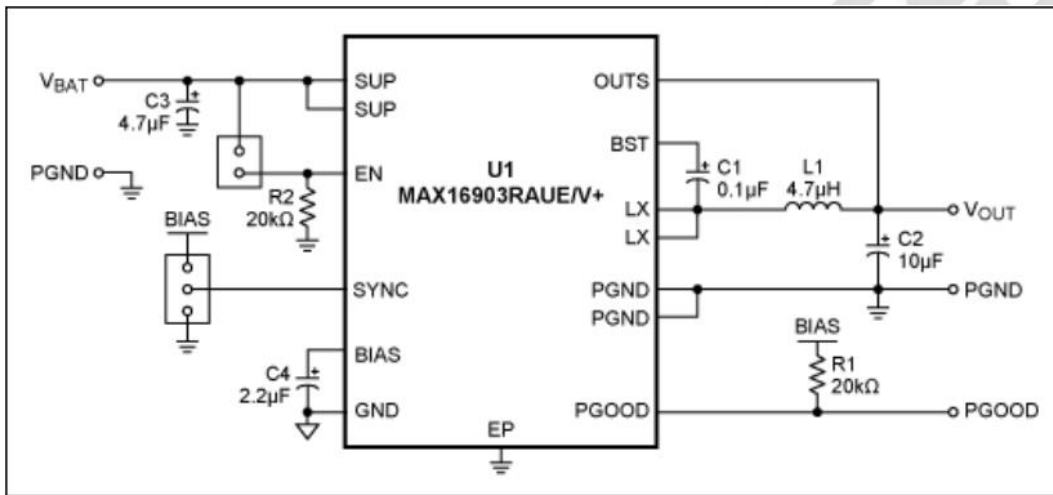 VBAT
C3
4.7µF
PGND
BIAS
R2
20kΩ
C4
2.2µF
SUP
SUP
EN
SYNC
BIAS
GND
U1
MAX16903RAUE/V+
EP
OUTS
BST
LX
LX
PGND
PGND
PGOOD
C1
0.1µF
L1
4.7µH
VOUT
C2
10µF
PGND
BIAS
R1
20kΩ
PGOOD